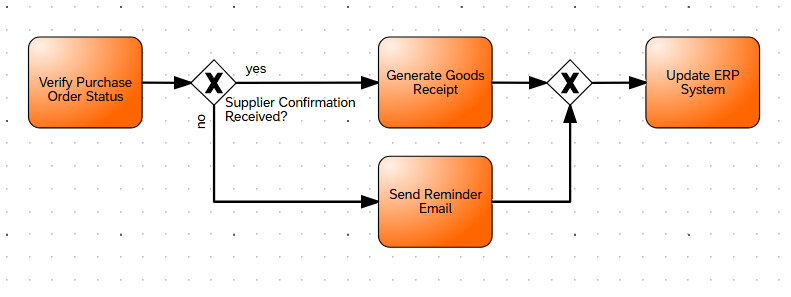 Verify Purchase
Order Status
yes
Supplier Confirmation
Received?
no
Generate Goods
Receipt
Send Reminder
Email
Update ERP
System